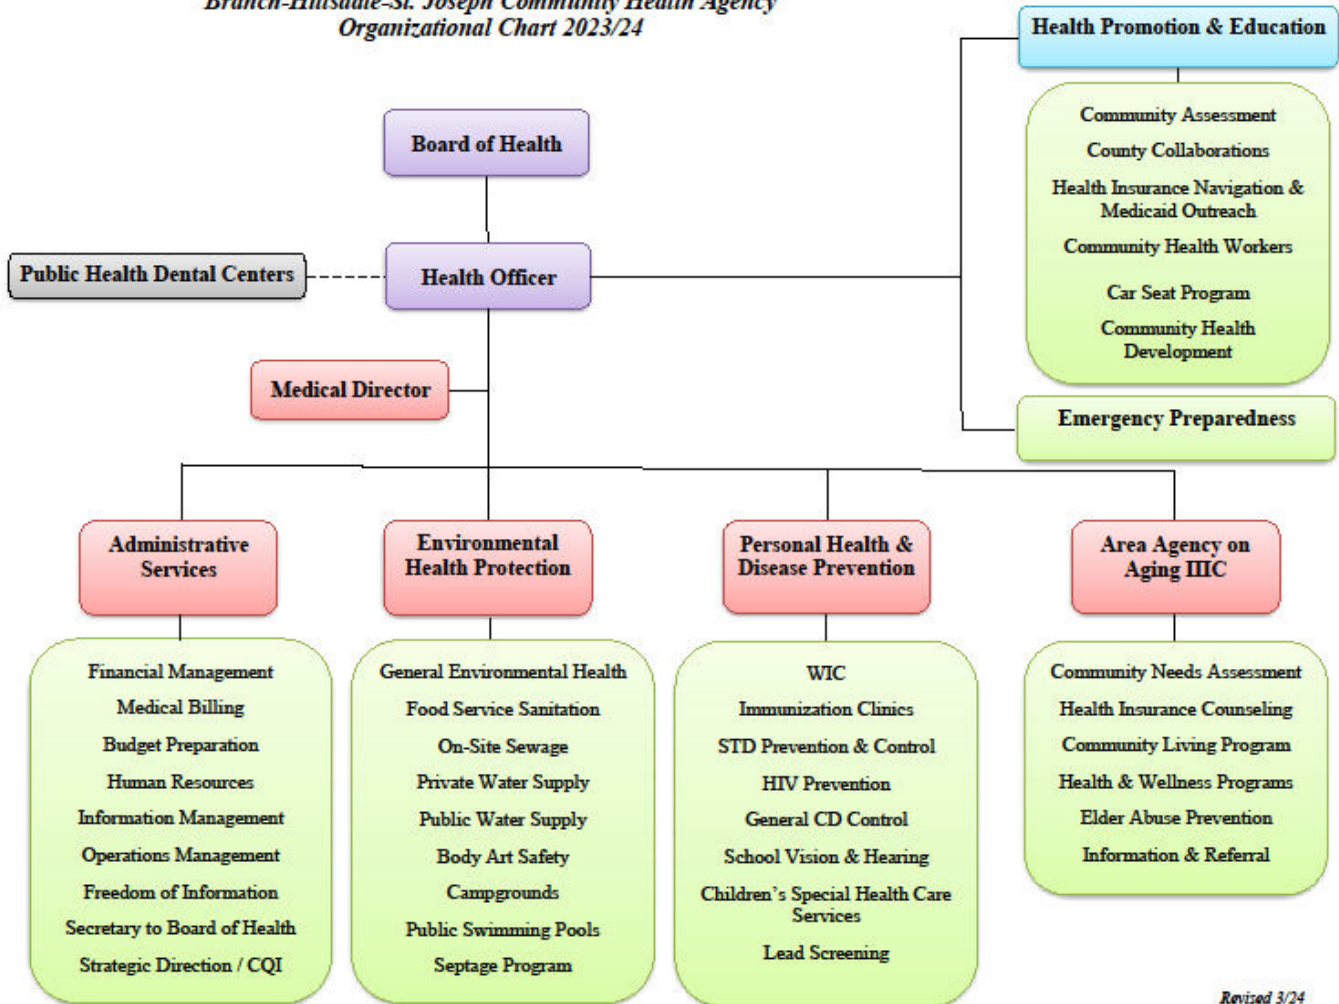 Branch-Hillsdale-St. Joseph Community Health Agency
Organizational Chart 2023/24
Health Promotion & Education
Community Assessment
County Collaborations
Health Insurance Navigation &
Medicaid Outreach
Community Health Workers
Car Seat Program
Community Health
Development
Board of Health
Public Health Dental Centers
Health Officer
Medical Director
Emergency Preparedness
Administrative
Services
Financial Management
Medical Billing
Budget Preparation
Human Resources
Information Management
Operations Management
Freedom of Information
Secretary to Board of Health
Strategic Direction / CQI
Environmental
Health Protection
General Environmental Health
Food Service Sanitation
On-Site Sewage
Private Water Supply
Public Water Supply
Body Art Safety
Campgrounds
Public Swimming Pools
Septage Program
Personal Health &
Disease Prevention
WIC
Immunization Clinics
STD Prevention & Control
HIV Prevention
General CD Control
School Vision & Hearing
Children's Special Health Care
Services
Lead Screening
Area Agency on
Aging IIIC
Community Needs Assessment
Health Insurance Counseling
Community Living Program
Health & Wellness Programs
Elder Abuse Prevention
Information & Referral
Revised 3/24